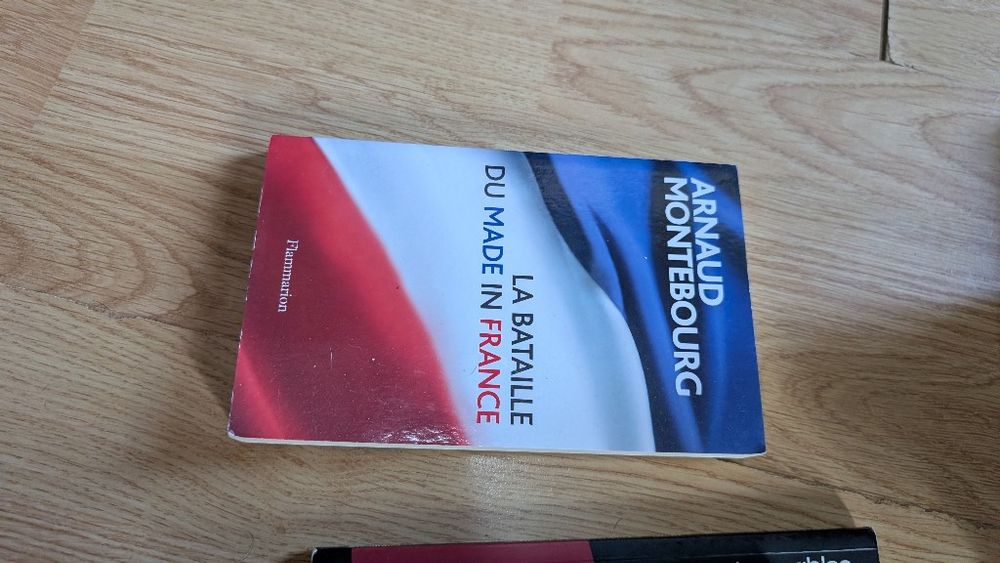 ARNAUD
MONTEBOURG
LA BATAILLE
DU MADE IN FRANCE
Flammarion